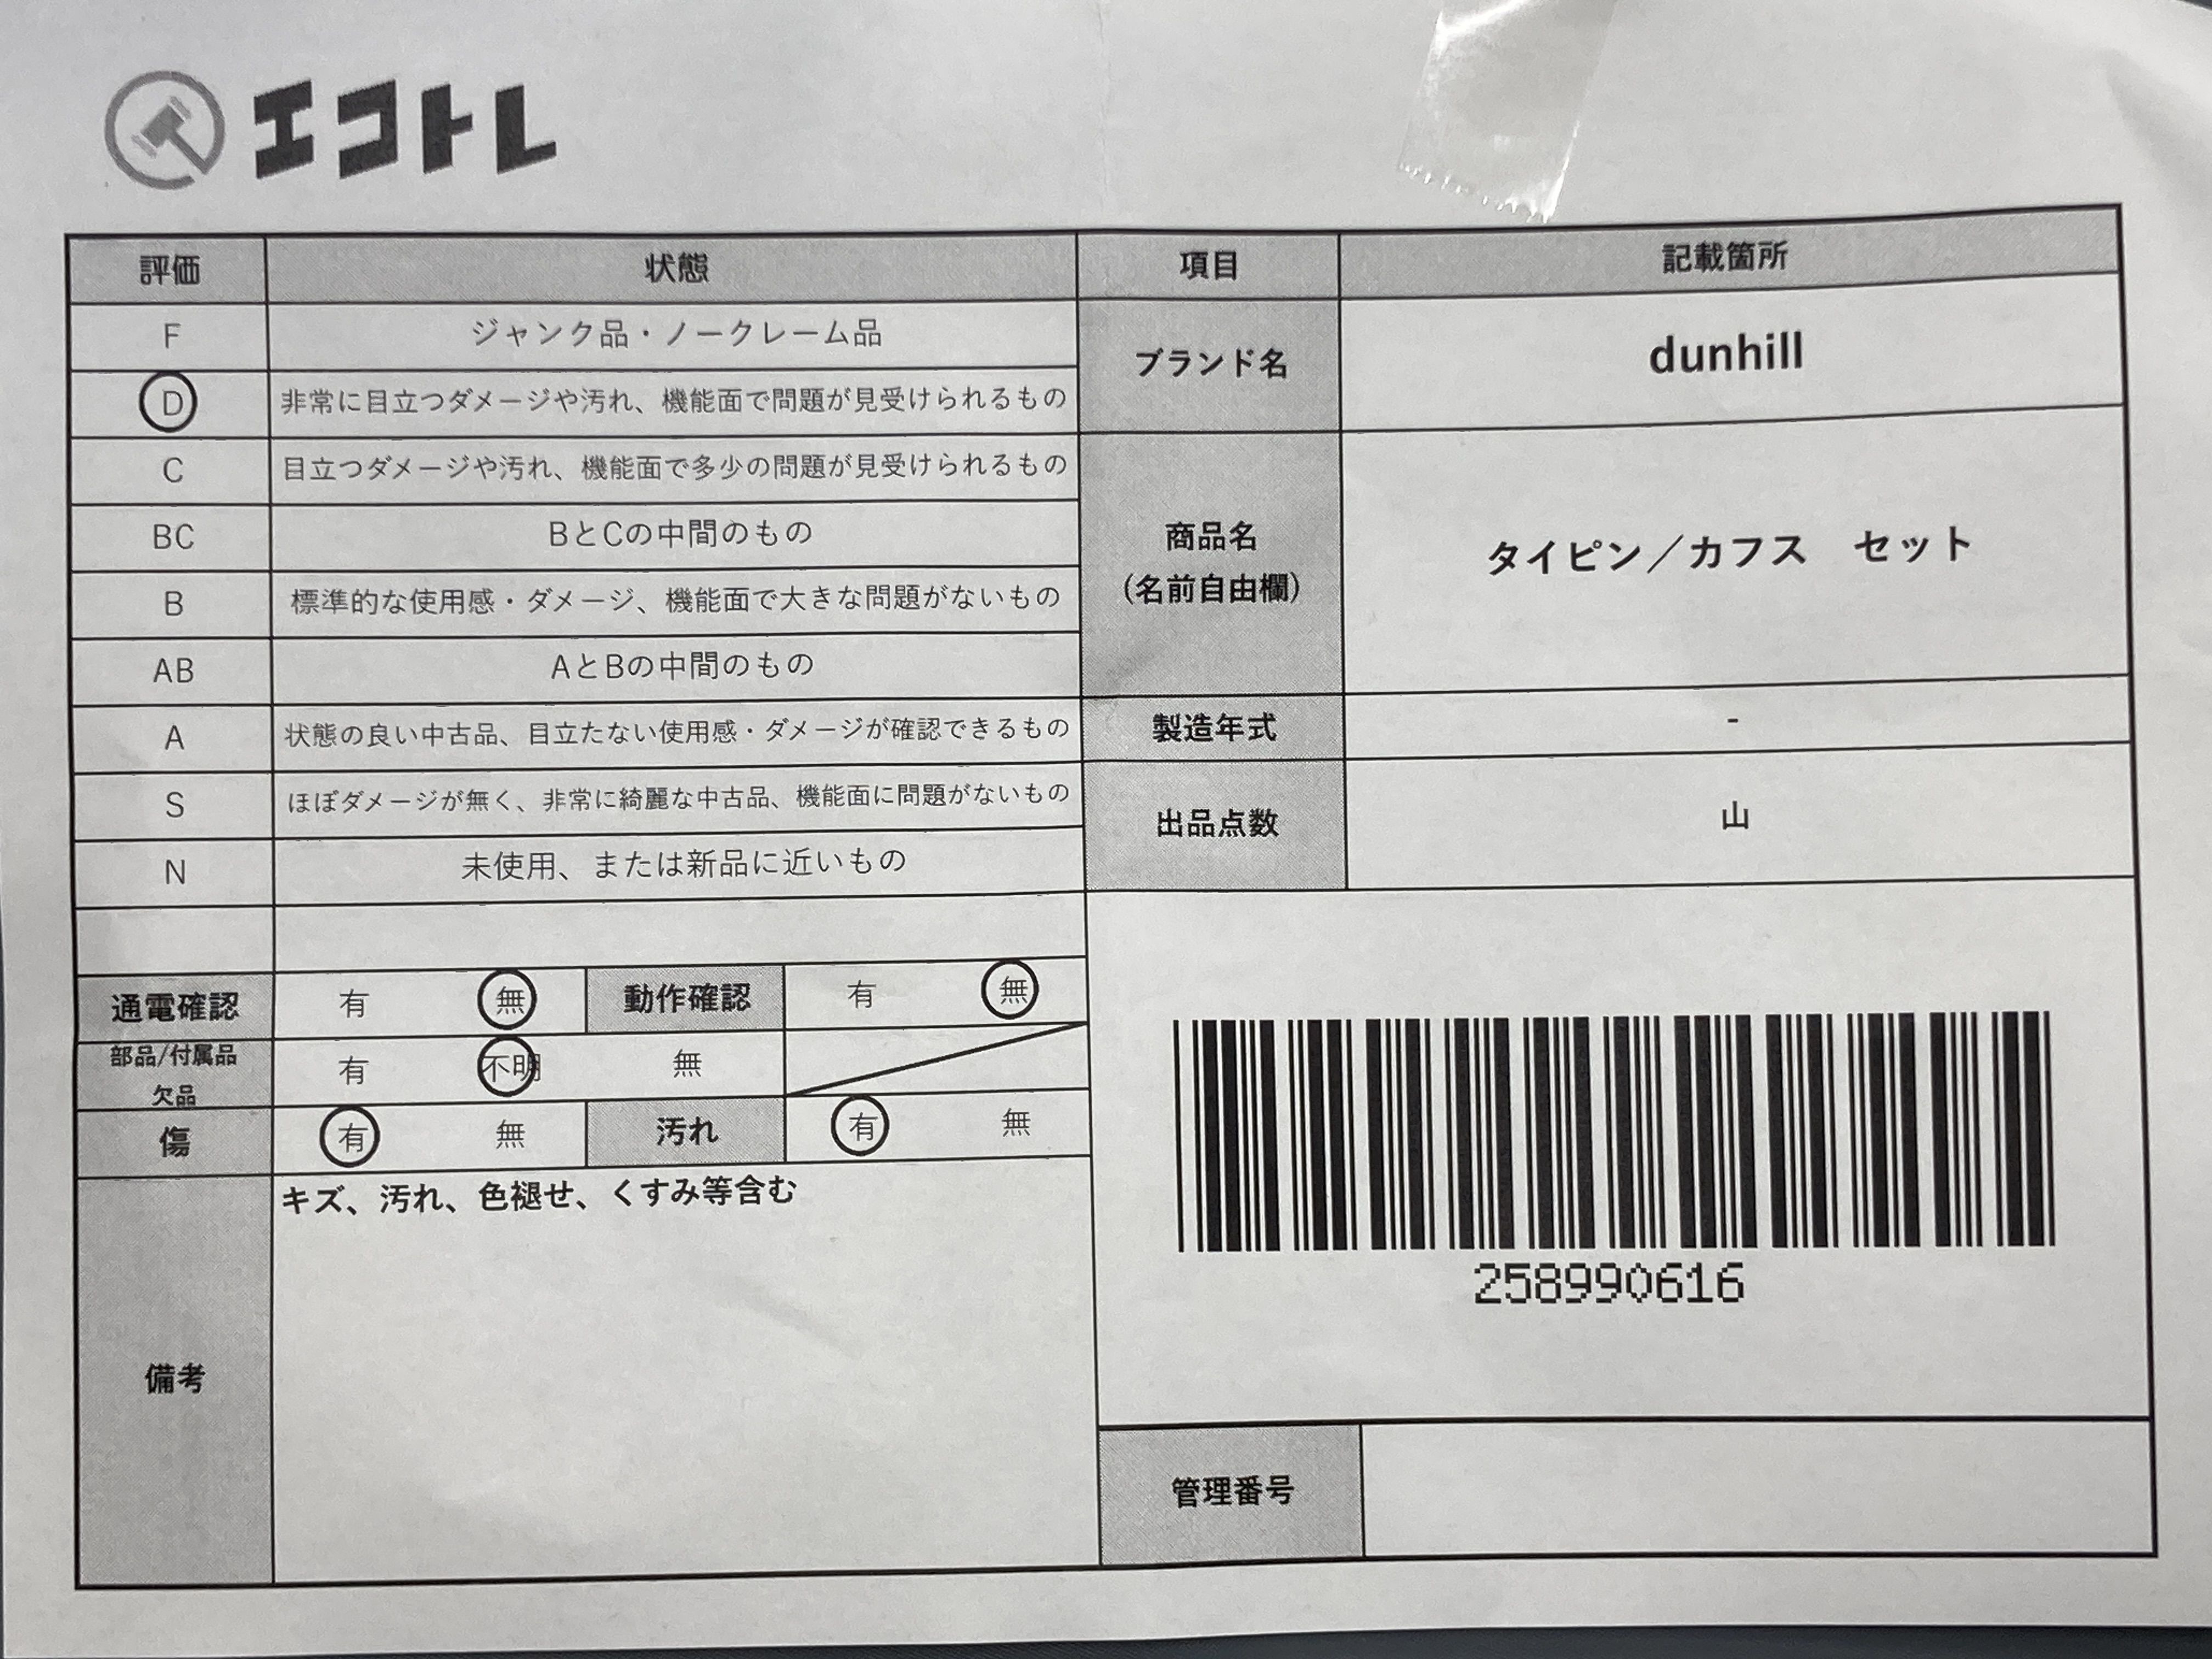 エコトレ
評価 状態 項目 記載箇所
F ジャンク品・ノークレーム品
D 非常に目立つダメージや汚れ、機能面で問題が見受けられるもの
ブランド名 dunhill
C 目立つダメージや汚れ、機能面で多少の問題が見受けられるもの
BC BとCの中間のもの
B 標準的な使用感・ダメージ、機能面で大きな問題がないもの
AB AとBの中間のもの
商品名
(名前自由欄)
タイピン／カフス　セット
A 状態の良い中古品、目立たない使用感・ダメージが確認できるもの
製造年式 -
S ほぼダメージが無く、非常に綺麗な中古品、機能面に問題がないもの
出品点数 山
N 未使用、または新品に近いもの
通電確認 有 無 動作確認 有 無
部品/付属品
欠品
有 不明 無
傷 有 無 汚れ 有 無
備考
キズ、汚れ、色褪せ、くすみ等含む
258990616
管理番号